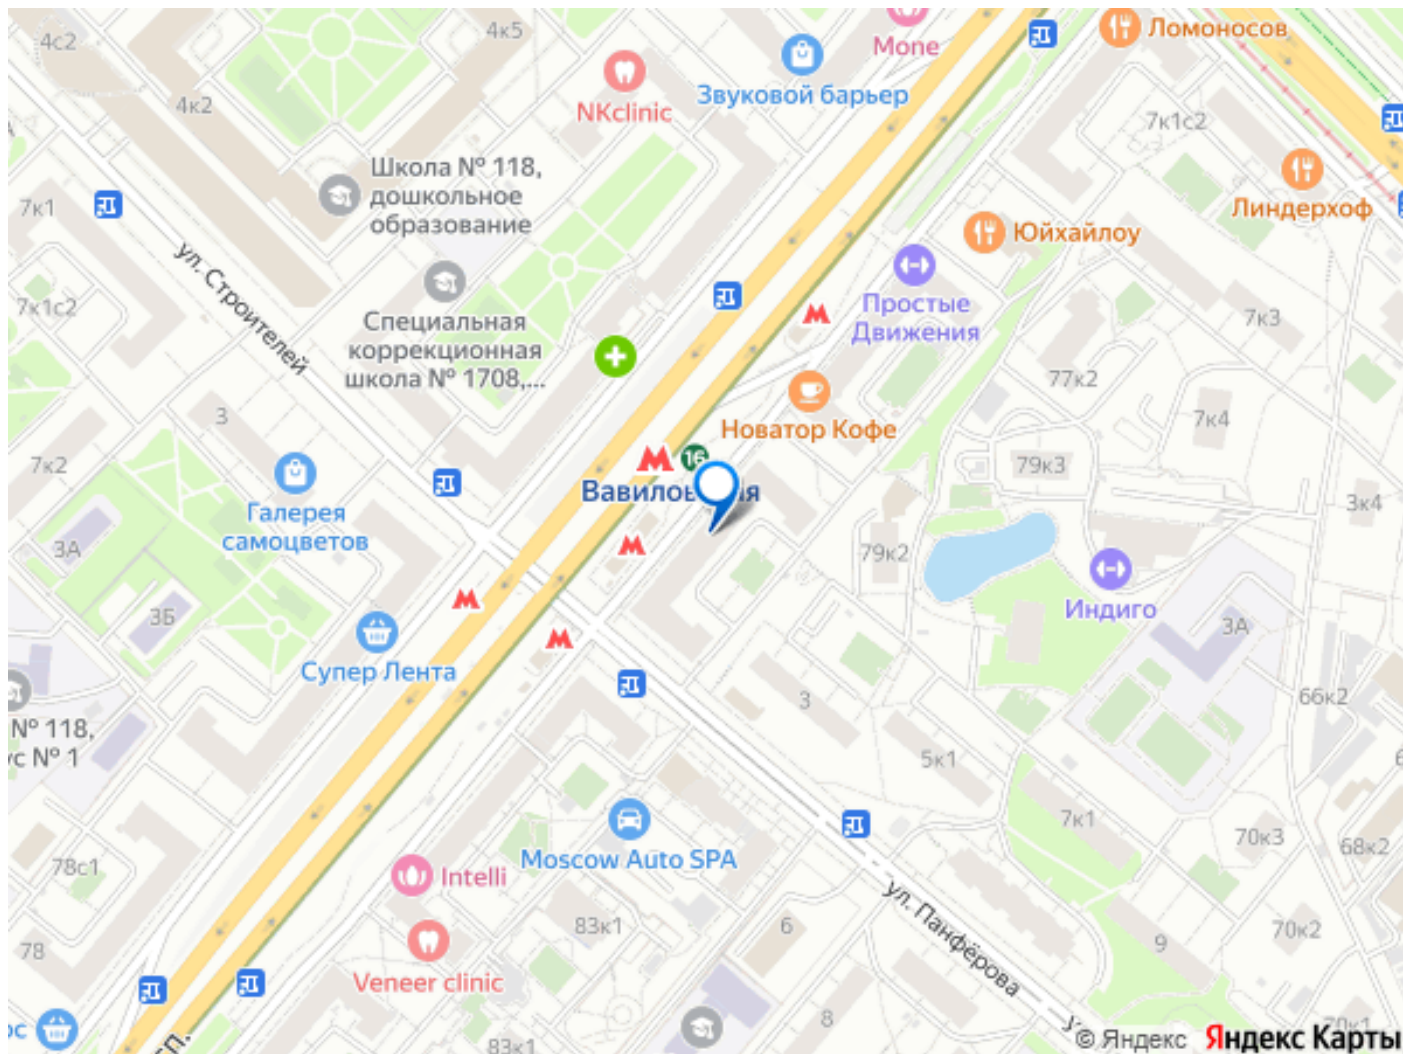 4с2
4к5
Mone
Ломоносов
Звуковой барьер
NKclinic
4к2
7к1с2
Школа № 118,
дошкольное
образование
7к1
Линдерхоф
Юйхайлоу
ул. Строителей
Простые
Движения
7к1с2
7к3
Специальная
коррекционная
школа № 1708,...
77к2
3
Новатор Кофе
7к4
7к2
16
79к3
Вавило
я
3к4
Галерея
самоцветов
3А
79к2
Индиго
3Б
3А
Супер Лента
3
66к2
№ 118,
ус № 1
5к1
7к1
70к3
68к2
78с1
Moscow Auto SPA
Intelli
ул. Панфёрова
83к1
6
9
70к2
78
Veneer clinic
8
83к1
70к1
© Яндекс Яндекс Карты